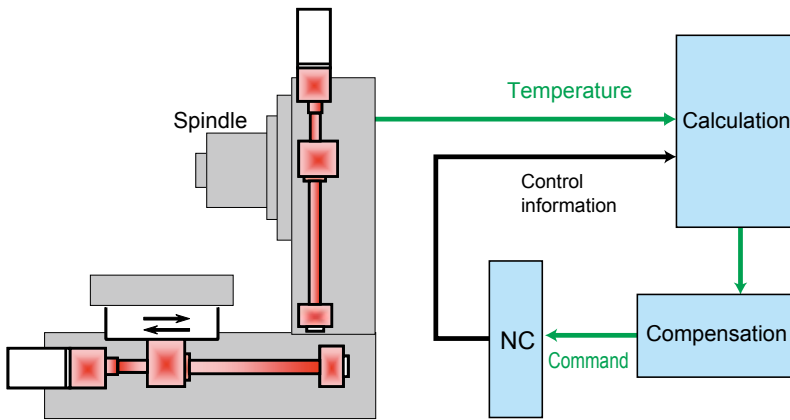 Temperature
Spindle
Calculation
Control
information
NC
Compensation
Command